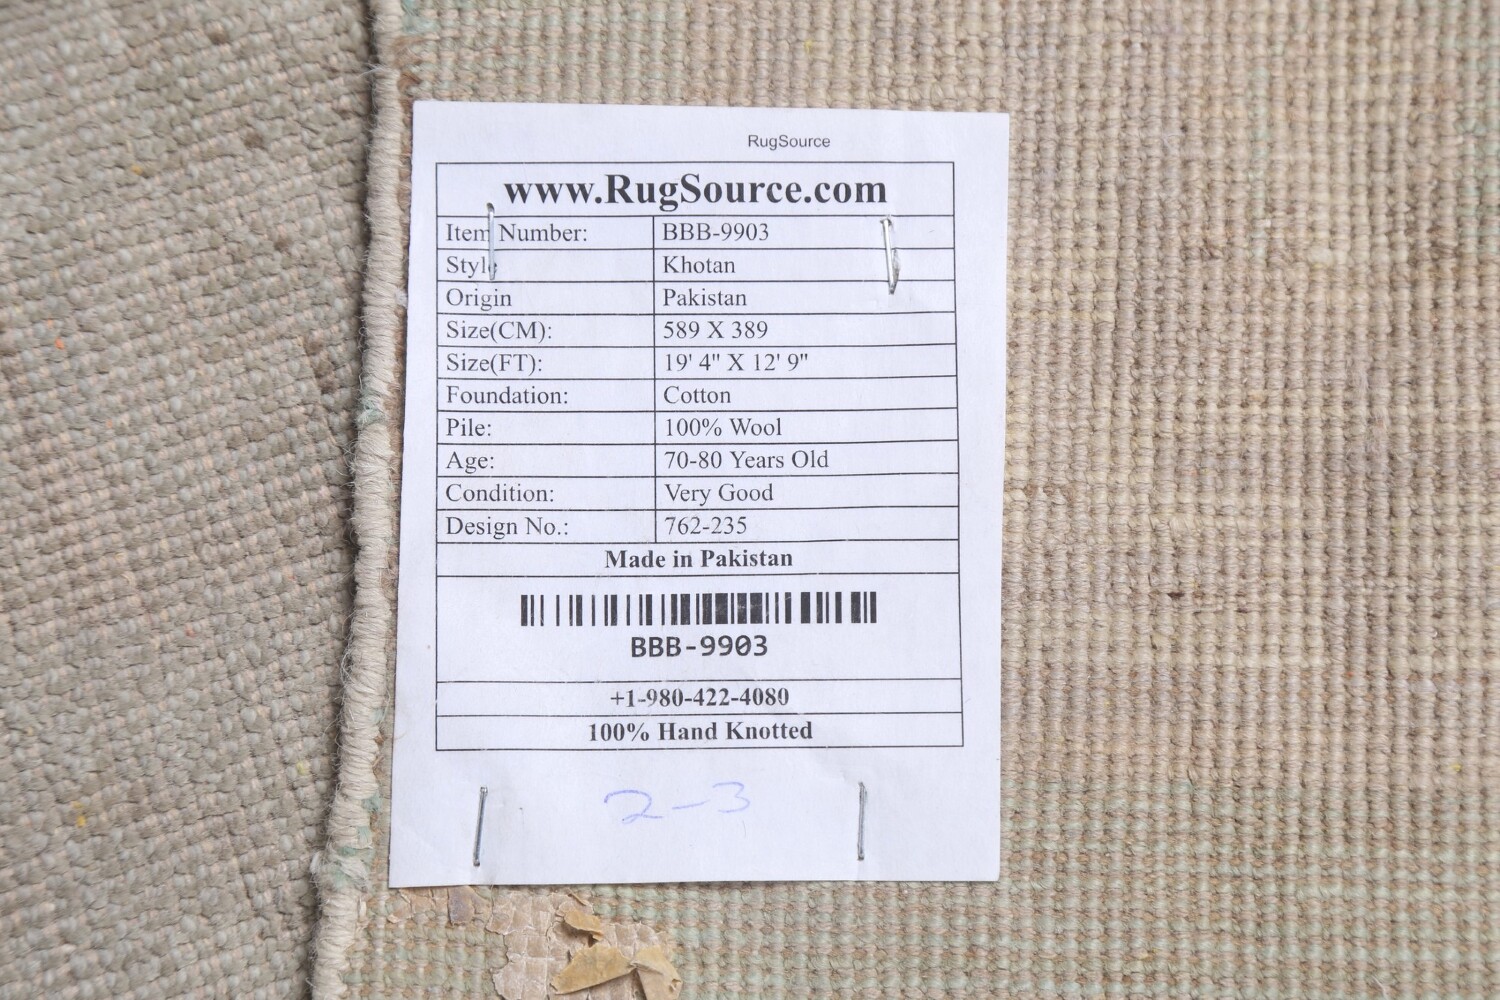 RugSource
www.RugSource.com
Item Number: BBB-9903
Style Khotan
Origin Pakistan
Size(CM): 589 X 389
Size(FT): 19' 4" X 12' 9"
Foundation: Cotton
Pile: 100% Wool
Age: 70-80 Years Old
Condition: Very Good
Design No.: 762-235
Made in Pakistan
BBB-9903
+1-980-422-4080
100% Hand Knotted
2-3